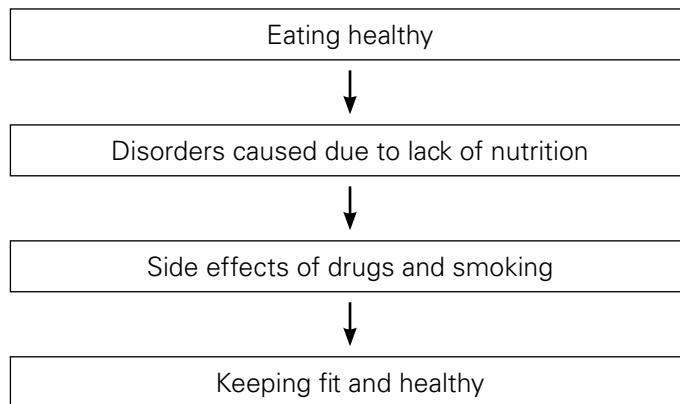 Eating healthy
Disorders caused due to lack of nutrition
Side effects of drugs and smoking
Keeping fit and healthy